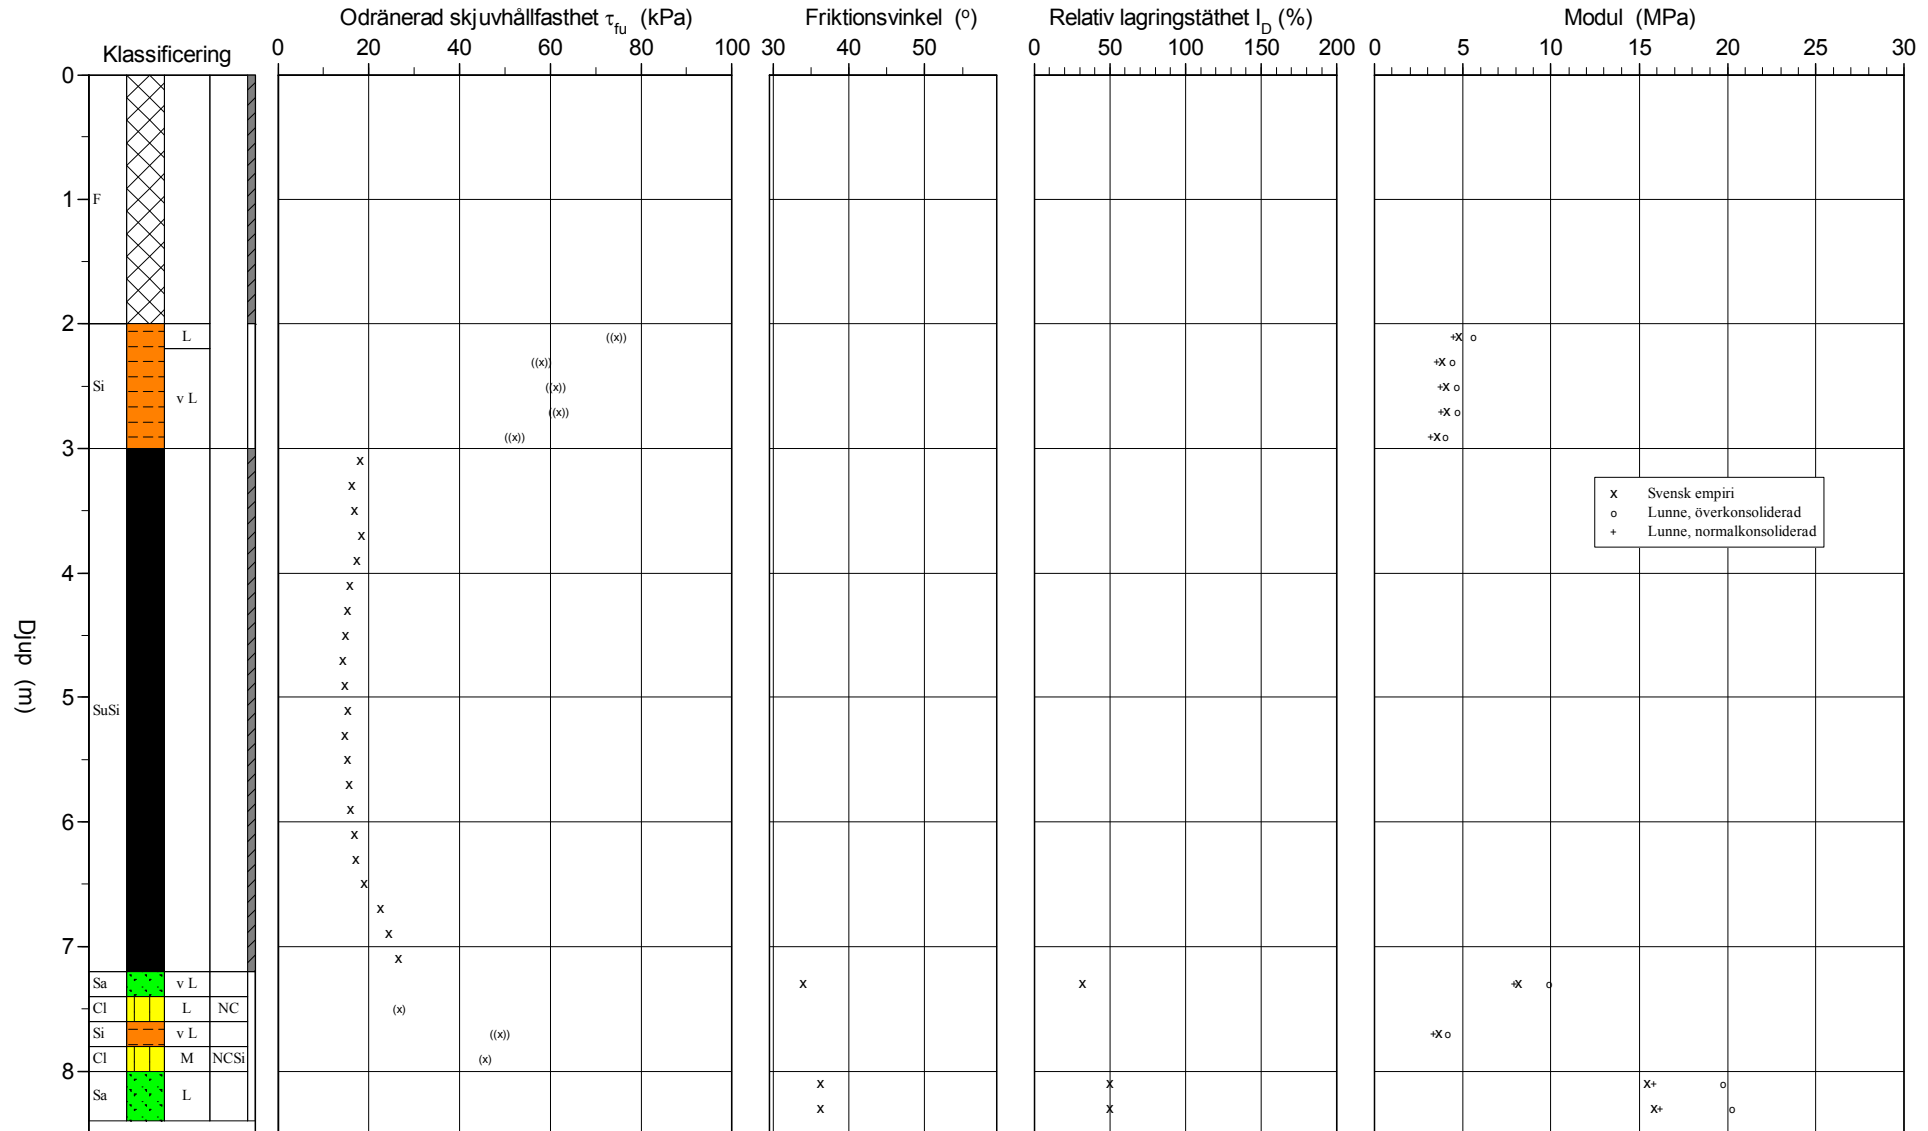 Klassificering
Odränerad skjuvhållfasthet τfu (kPa)
Friktionsvinkel (o)
Relativ lagringstäthet ID (%)
Modul (MPa)
0 20 40 60 80 100
30 40 50
0 50 100 150 200
0 5 10 15 20 25 30
Djup (m)
0
1
2
3
4
5
6
7
8
F
Si
L
v L
SuSi
Sa v L
Cl L NC
Si v L
Cl M NCSi
Sa L
x Svensk empiri
o Lunne, överkonsoliderad
+ Lunne, normalkonsoliderad